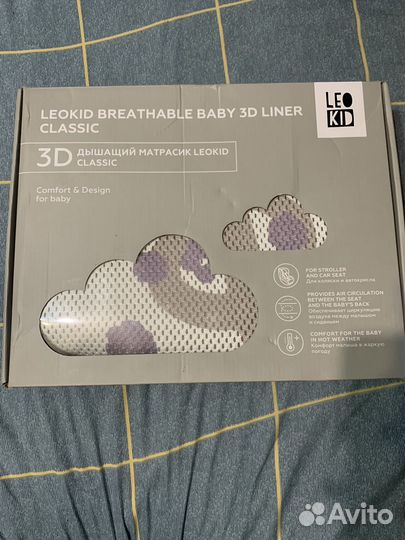 LEO
KID
LEOKID BREATHABLE BABY 3D LINER
CLASSIC
3D ДЫШАЩИЙ МАТРАСИК LEOKID
CLASSIC
Comfort & Design
for baby
FOR STROLLER
AND CAR SEAT
Для коляски и автокресла
PROVIDES AIR CIRCULATION
BETWEEN THE SEAT
AND THE BABY'S BACK
Обеспечивает циркуляцию
воздуха между малышом
и сиденьем
COMFORT FOR THE BABY
IN HOT WEATHER
Комфорт малыша в жаркую
погоду
Avito